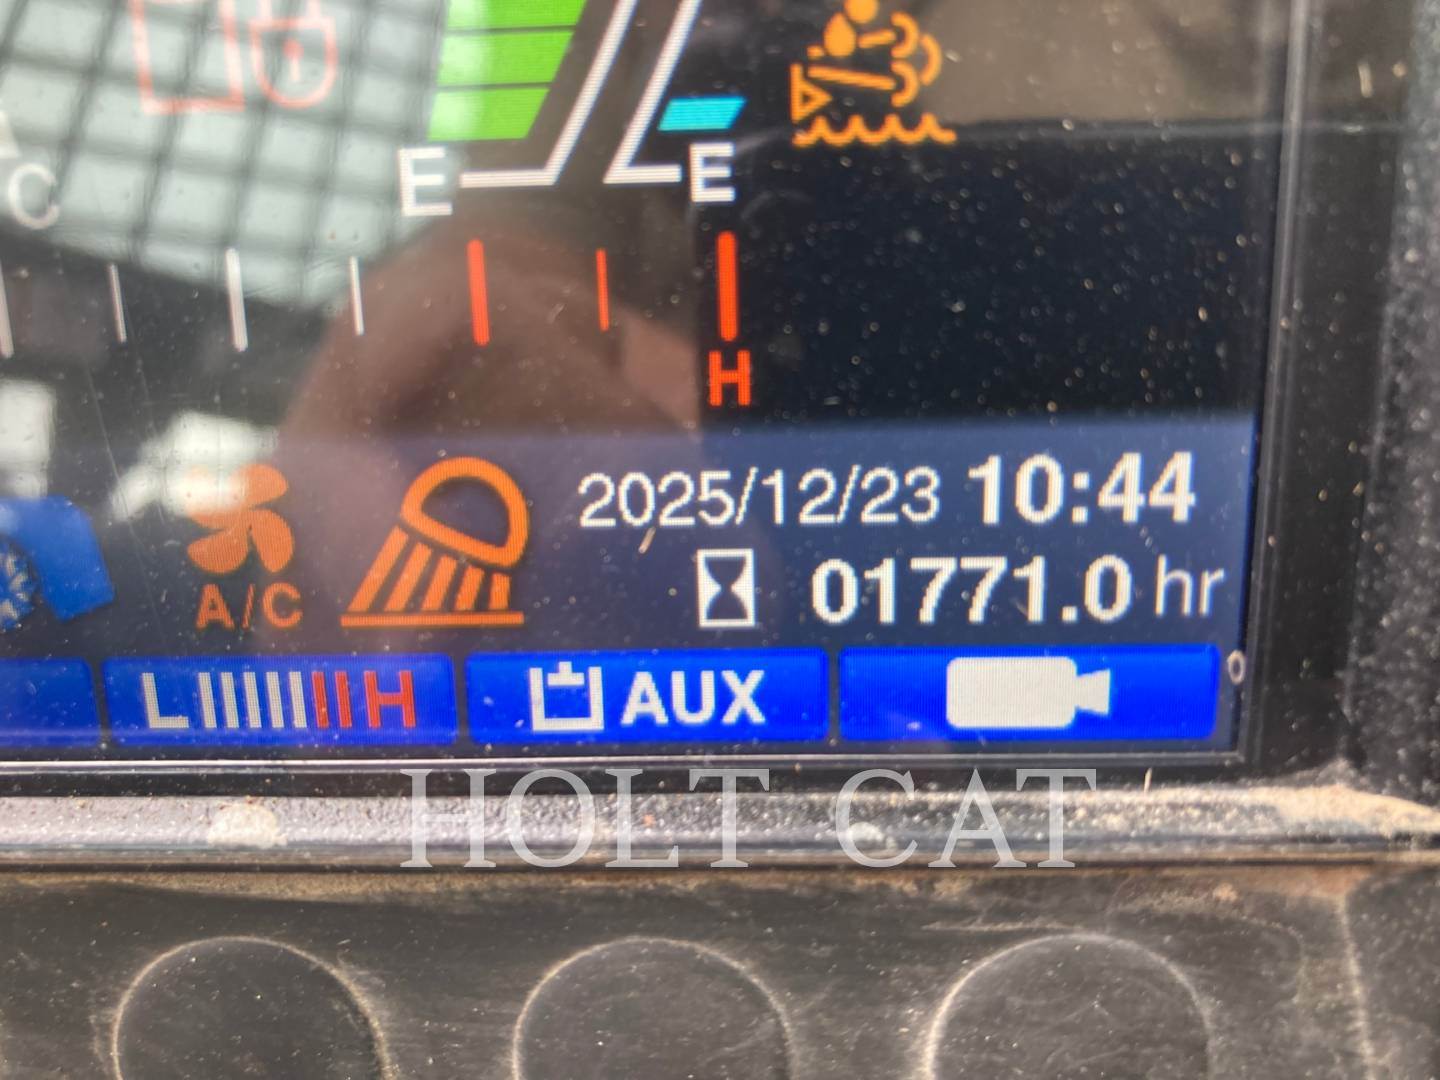 E E
C
H
2025/12/23 10:44
A/C 01771.0 hr
L H AUX
HOLT CAT